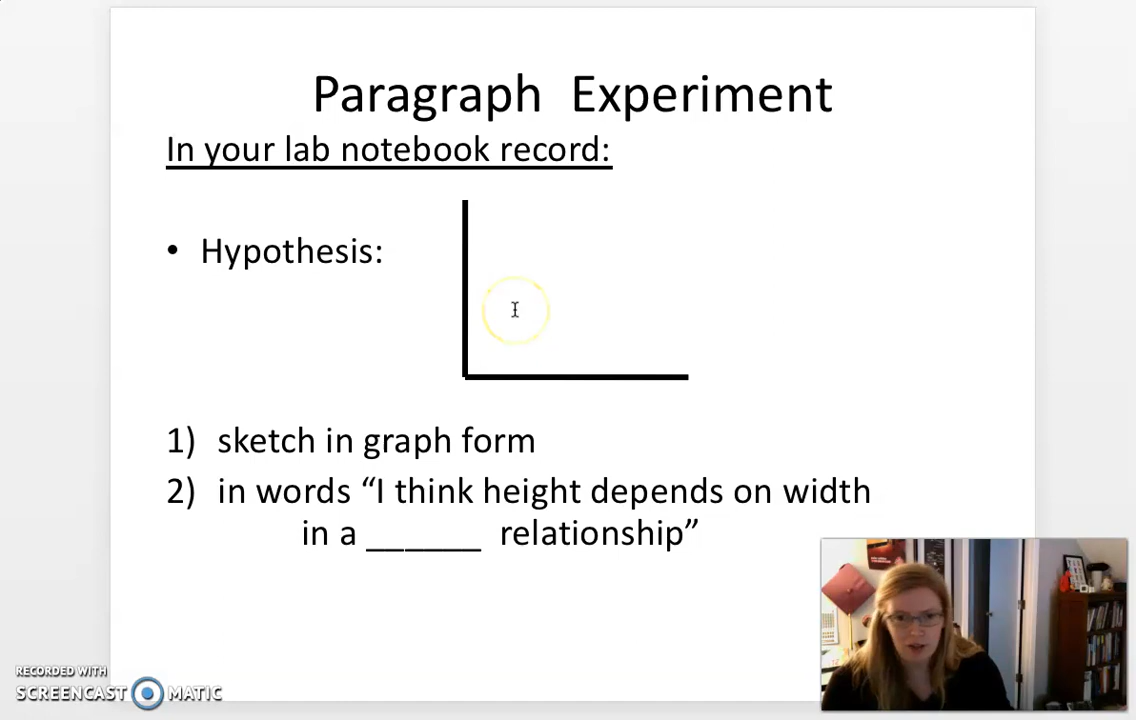 Paragraph Experiment
In your lab notebook record:
• Hypothesis:
1) sketch in graph form
2) in words “I think height depends on width
in a ______ relationship”
RECORDED WITH
SCREENCAST MATIC